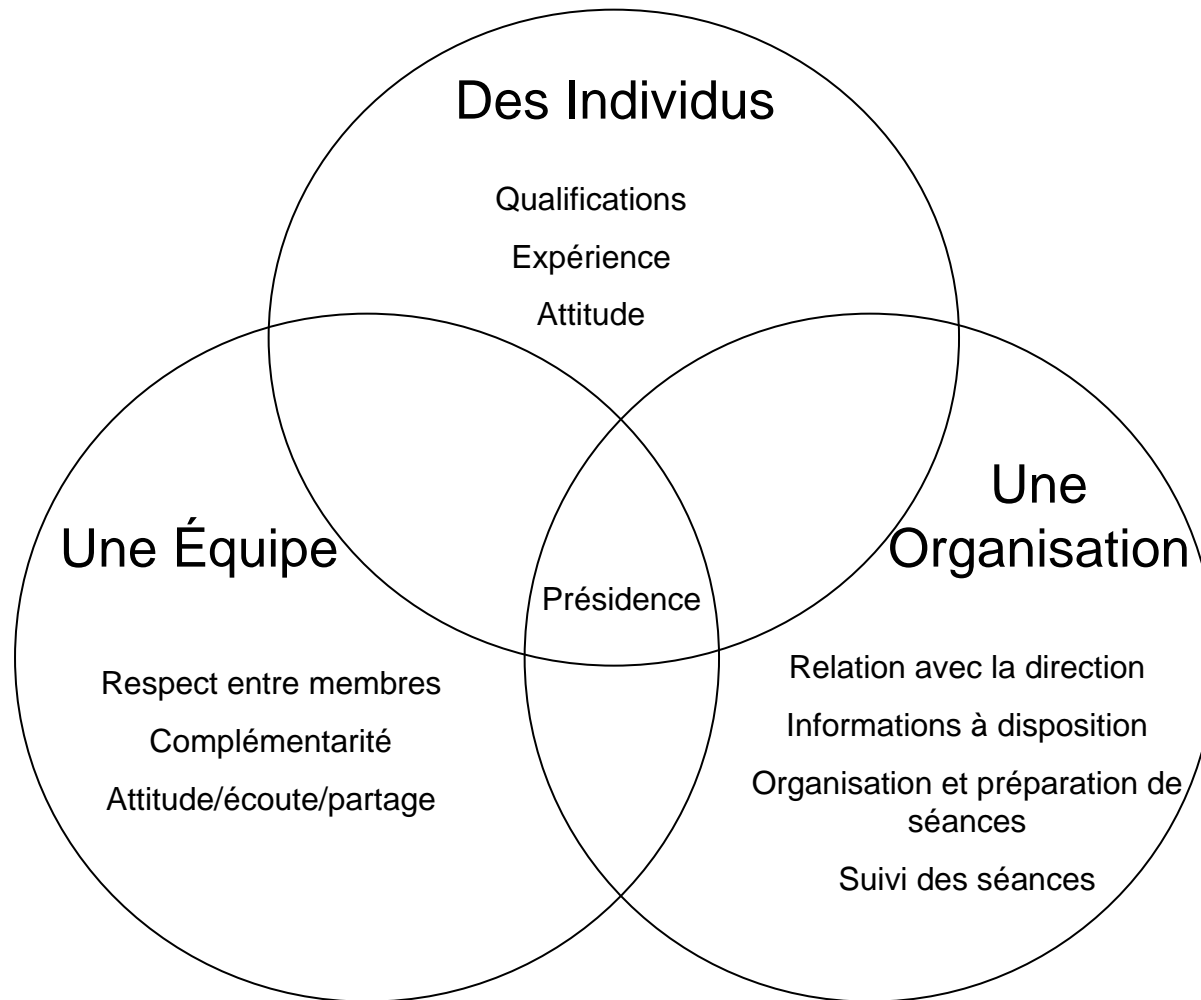 Des Individus
Qualifications
Expérience
Attitude
Une Équipe
Respect entre membres
Complémentarité
Attitude/écoute/partage
Présidence
Une
Organisation
Relation avec la direction
Informations à disposition
Organisation et préparation de
séances
Suivi des séances